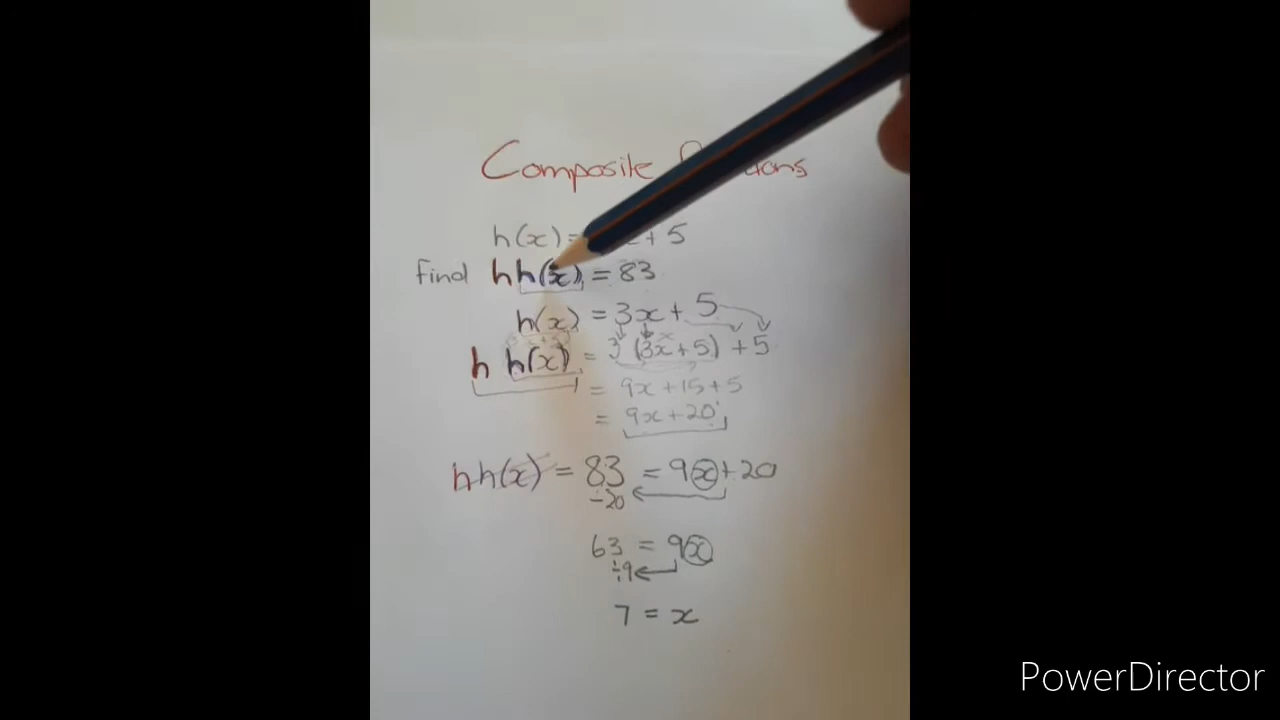 Composite
h(x) = + 5
Find hh(x) = 83
h(x) = 3x + 5
h h(x) = 3 (3x+5) + 5
= 9x + 15 + 5
= 9x + 20
hh(x) = 83 = 9x + 20
-20
63 = 9x
÷9
7 = x
PowerDirector